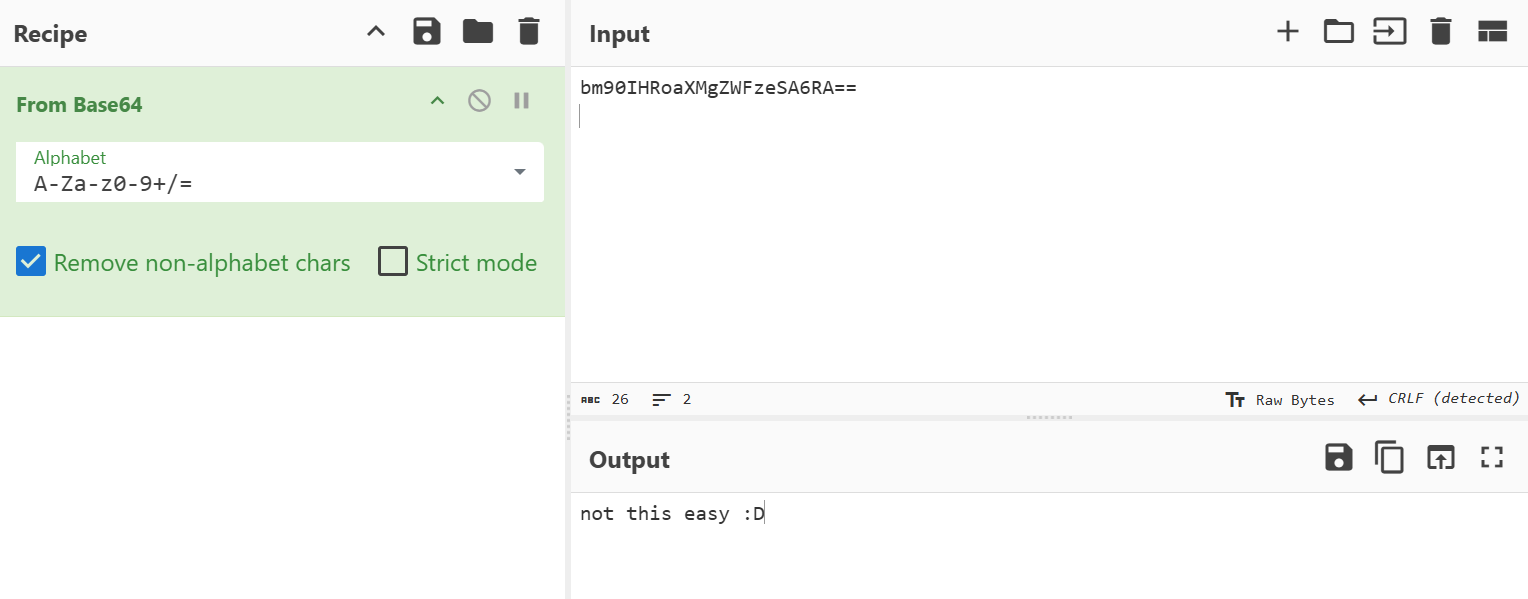 Recipe
From Base64
Alphabet
A-Za-z0-9+/=
Remove non-alphabet chars
Strict mode
Input
bm90IHRoaXMgZWFzeSA6RA==
ABC 26 2
Tт Raw Bytes
CRLF (detected)
Output
not this easy :D